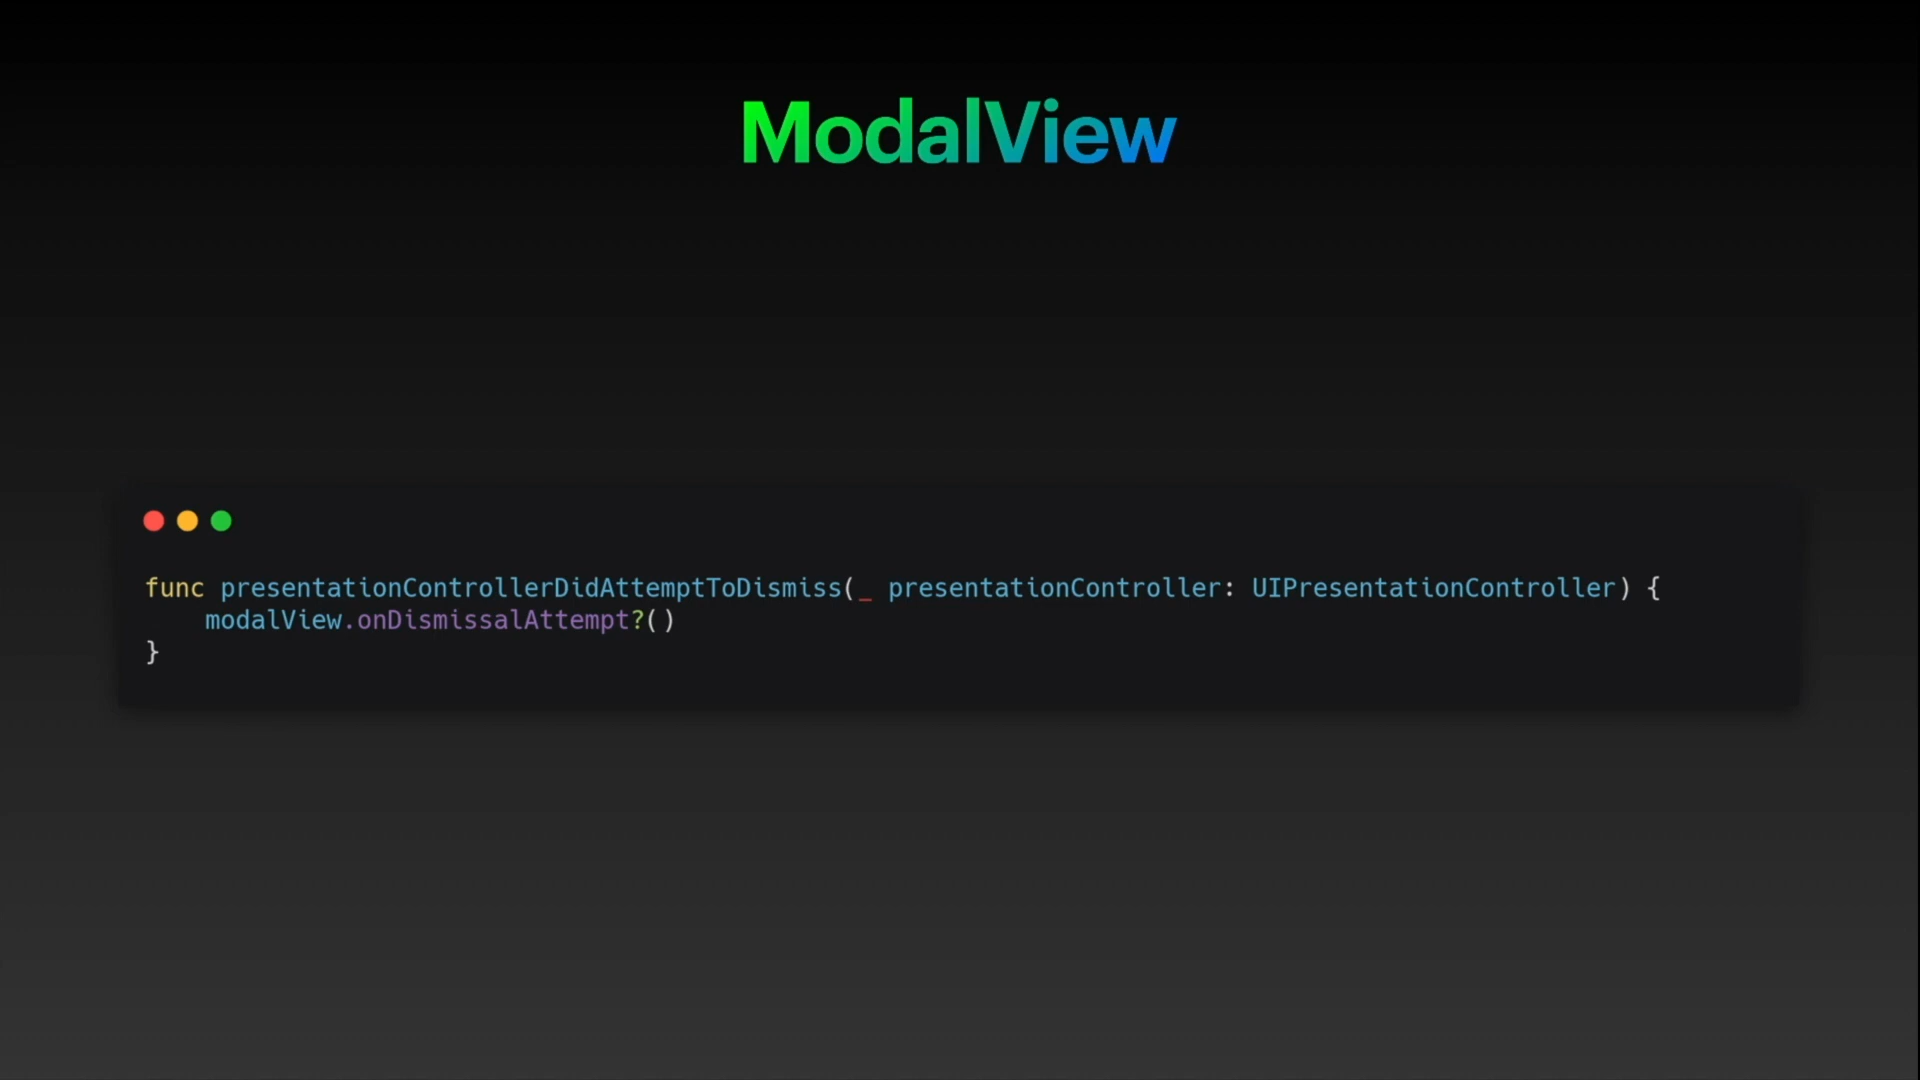 ModalView
func presentationControllerDidAttemptToDismiss(_ presentationController: UIPresentationController) {
    modalView.onDismissalAttempt?()
}